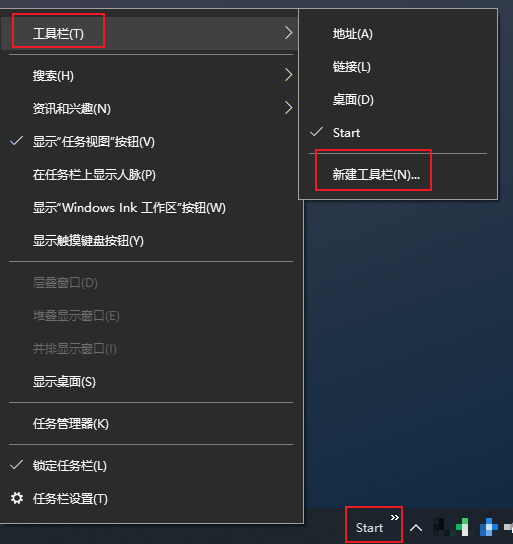 工具栏(T)
搜索(H)
资讯和兴趣(N)
显示“任务视图”按钮(V)
在任务栏上显示人脉(P)
显示“Windows Ink 工作区”按钮(W)
显示触摸键盘按钮(Y)
层叠窗口(D)
堆叠显示窗口(E)
并排显示窗口(I)
显示桌面(S)
任务管理器(K)
锁定任务栏(L)
任务栏设置(T)
地址(A)
链接(L)
桌面(D)
Start
新建工具栏(N)...
Start